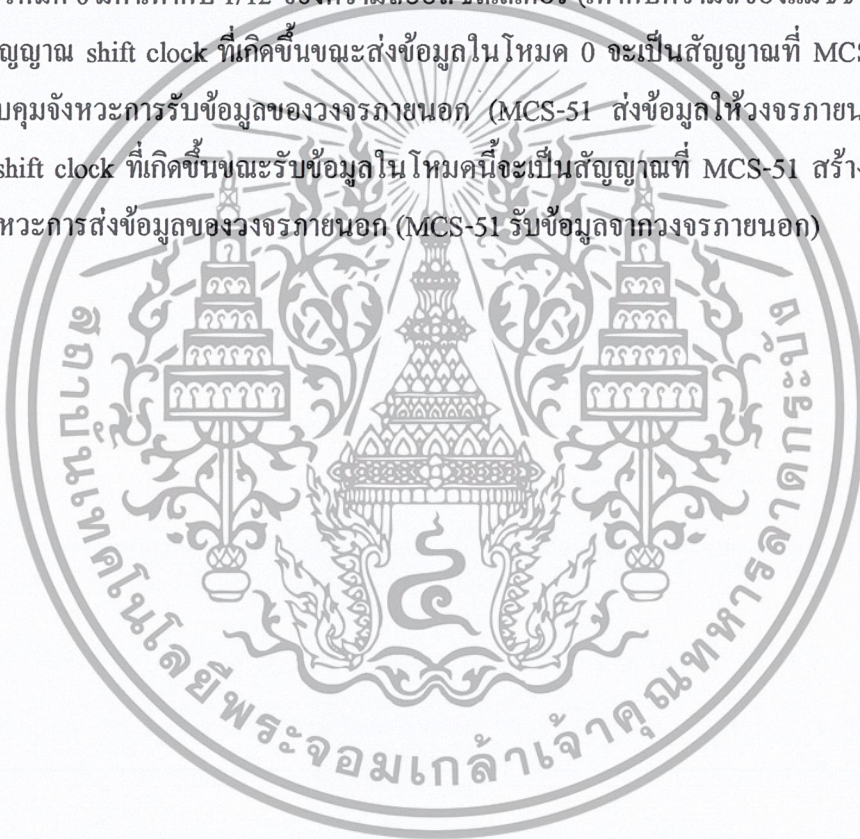 0 มีค่าเท่ากับ 1/12
ญญาณ shift clock ที่เกิดขึ้นขณะส่งข้อมูลในโหมด 0 จะเป็นสัญญาณที่ MCS
บคุมจังหวะการรับข้อมูลของวงจรภายนอก (MCS-51 ส่งข้อมูลให้วงจรภายน
shift clock ที่เกิดขึ้นขณะรับข้อมูลในโหมดนี้จะเป็นสัญญาณที่ MCS-51 สร้าง
หวะการส่งข้อมูลของวงจรภายนอก (MCS-51 รับข้อมูลจากวงจรภายนอก)
สถาบันเทคโนโลยีพระจอมเกล้าเจ้าคุณทหารลาดกระบัง